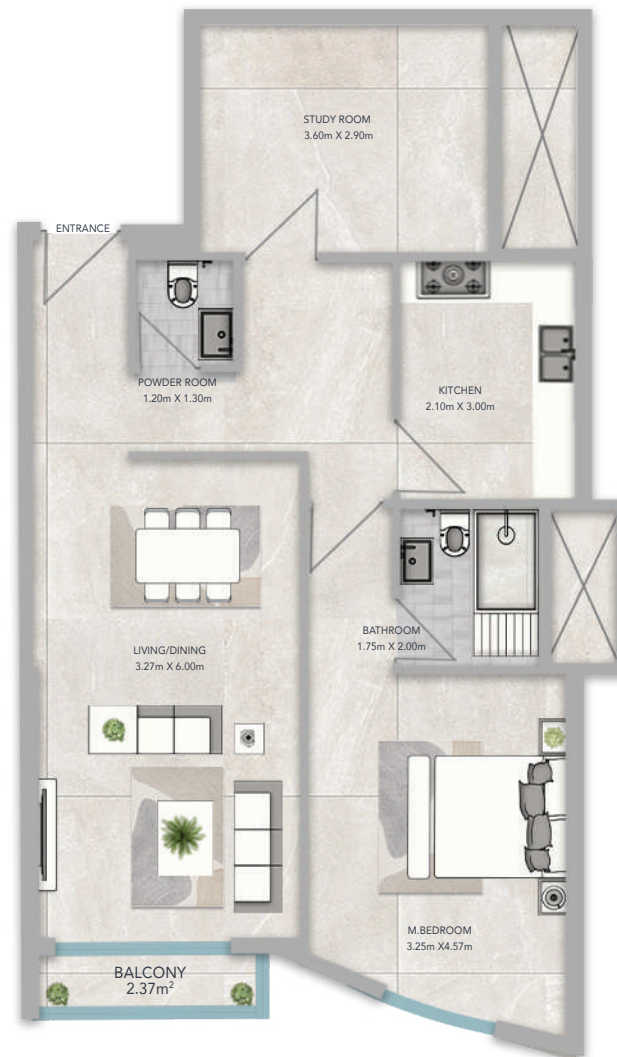 STUDY ROOM
3.60m X 2.90m
ENTRANCE
POWDER ROOM
1.20m X 1.30m
KITCHEN
2.10m X 3.00m
BATHROOM
1.75m X 2.00m
LIVING/DINING
3.27m X 6.00m
M.BEDROOM
3.25m X4.57m
BALCONY
2.37m²